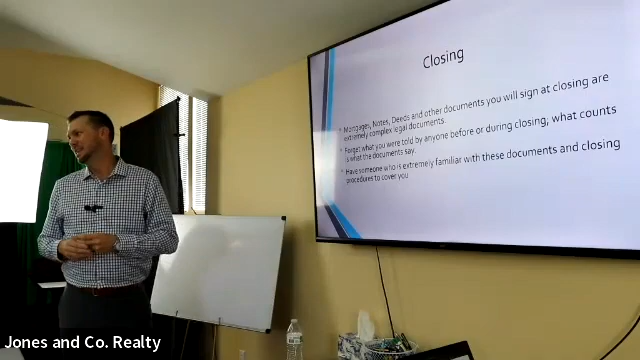 Closing
Mortgages, Notes, Deeds and other documents you will sign at closing are
extremely complex legal documents.
Forget what you were told by anyone before or during closing; what counts
is what the documents say.
Have someone who is extremely familiar with these documents and closing
procedures to cover you
Jones and Co. Realty